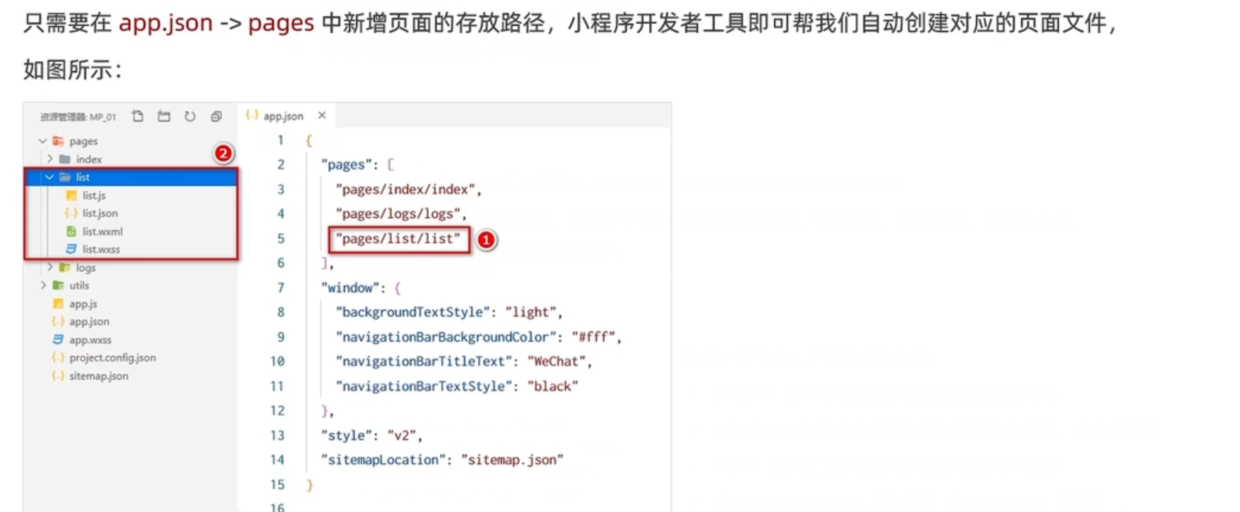 只需要在 app.json -> pages 中新增页面的存放路径，小程序开发者工具即可帮我们自动创建对应的页面文件，
如图所示：
资源管理器: MP_01
pages
index
list
list.js
list.json
list.wxml
list.wxss
logs
utils
app.js
app.json
app.wxss
project.config.json
sitemap.json
2
app.json ×
1 {
2 "pages": [
3 "pages/index/index",
4 "pages/logs/logs",
5 "pages/list/list" 1
6 ],
7 "window": {
8 "backgroundTextStyle": "light",
9 "navigationBarBackgroundColor": "#fff",
10 "navigationBarTitleText": "WeChat",
11 "navigationBarTextStyle": "black"
12 },
13 "style": "v2",
14 "sitemapLocation": "sitemap.json"
15 }
16